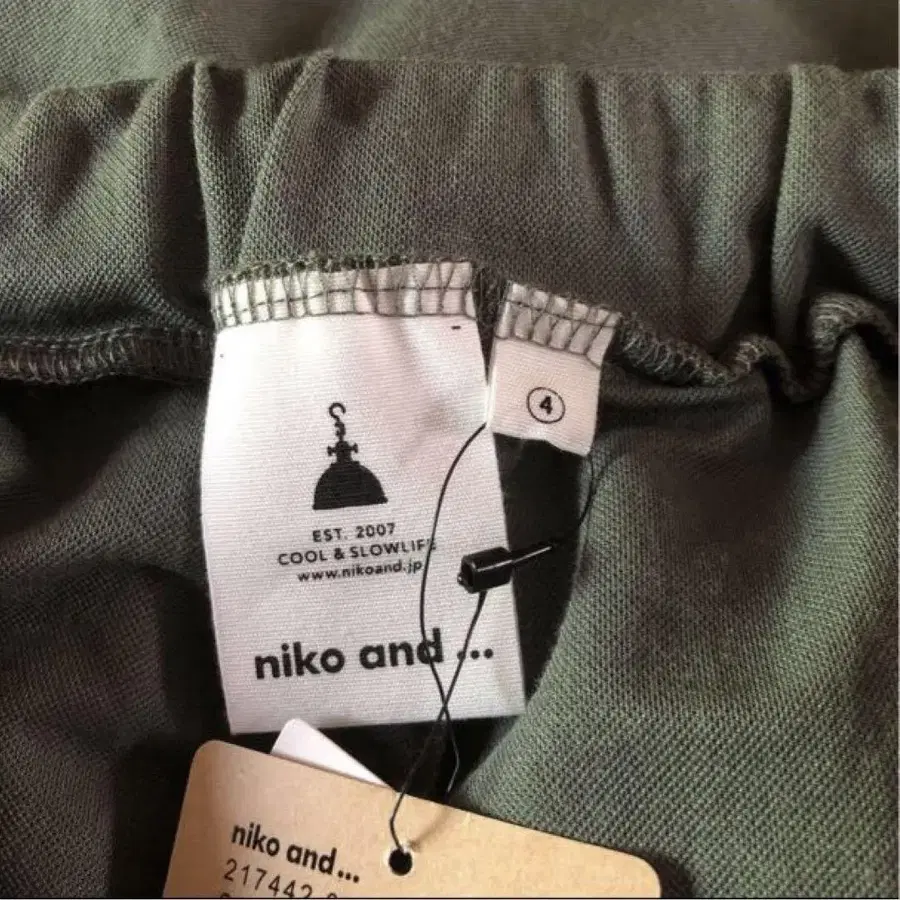 4
EST. 2007
COOL & SLOWLIFE
www.nikoand.jp
niko and ...
niko and...
217442